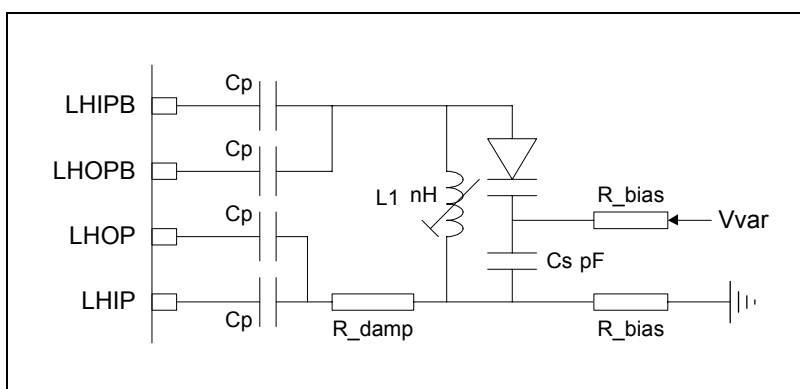 Cp
LHIPB
Cp
LHOPB
L1 nH
R_bias
Cp
Vvar
LHOP
Cs pF
LHIP
Cp
R_damp
R_bias